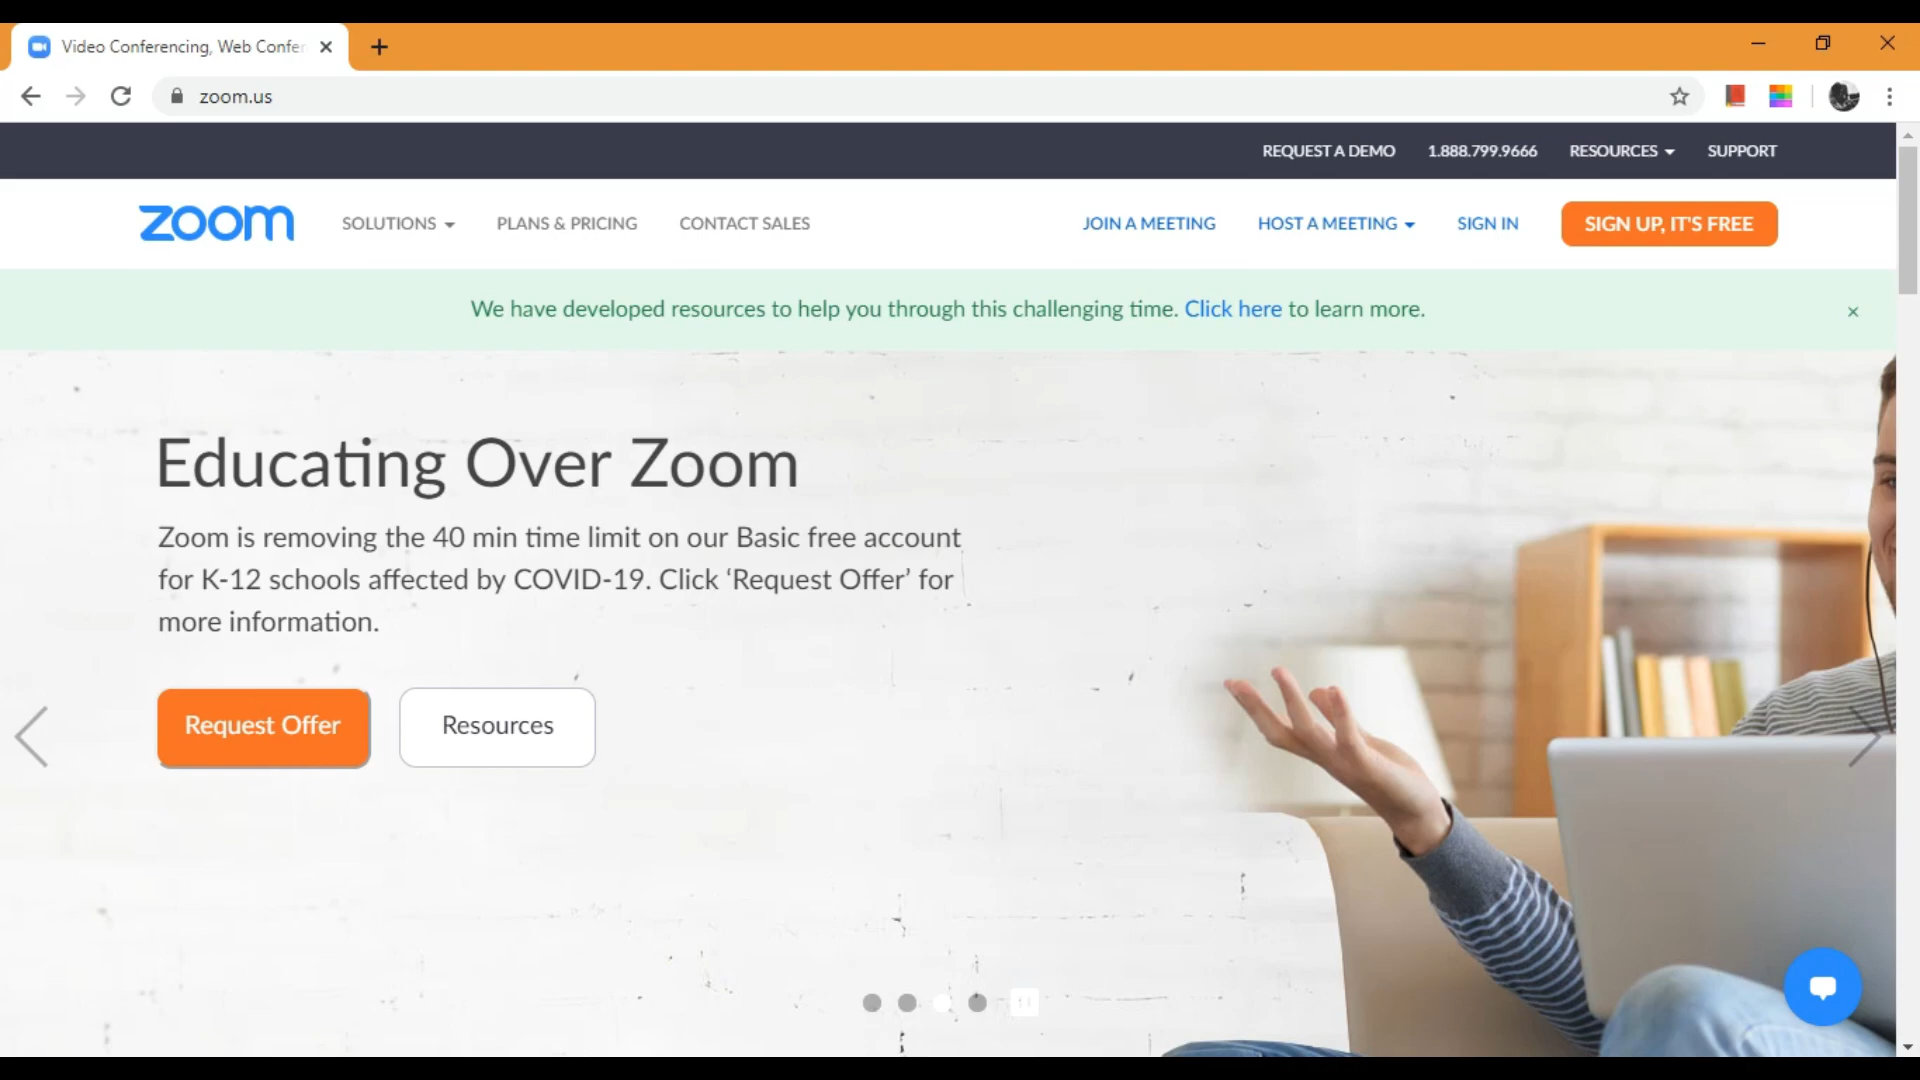 Video Conferencing, Web Confer
zoom.us
REQUEST A DEMO 1.888.799.9666 RESOURCES SUPPORT
zoom SOLUTIONS PLANS & PRICING CONTACT SALES JOIN A MEETING HOST A MEETING SIGN IN SIGN UP, IT'S FREE
We have developed resources to help you through this challenging time. Click here to learn more.
Educating Over Zoom
Zoom is removing the 40 min time limit on our Basic free account
for K-12 schools affected by COVID-19. Click ‘Request Offer’ for
more information.
Request Offer Resources